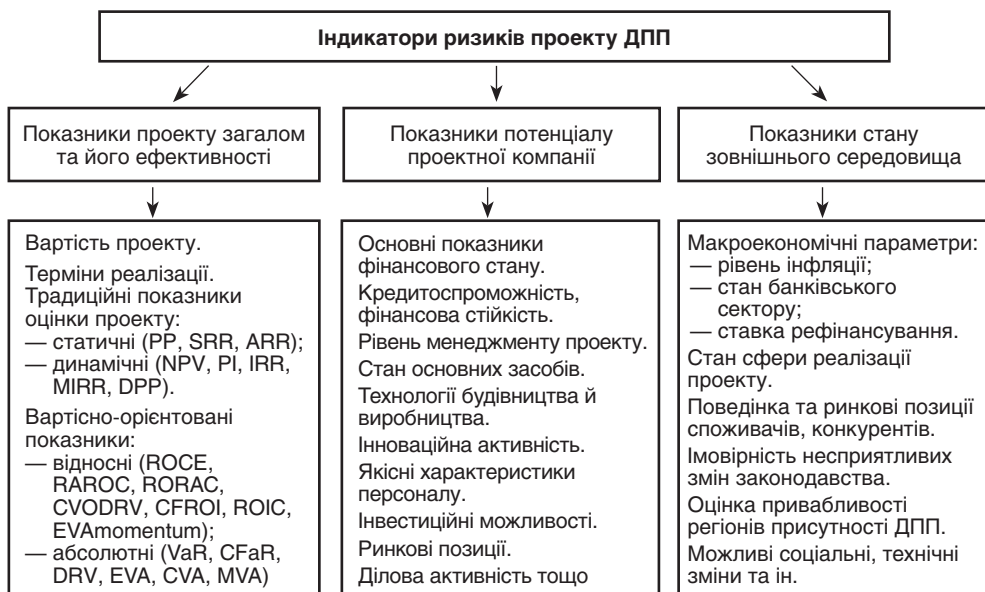 Індикатори ризиків проекту ДПП
Показники проекту загалом
та його ефективності
Вартість проекту.
Терміни реалізації.
Традиційні показники
оцінки проекту:
— статичні (PP, SRR, ARR);
— динамічні (NPV, PI, IRR,
MIRR, DPP).
Вартісно-орієнтовані
показники:
— відносні (ROCE,
RAROC, RORAC,
CVODRV, CFROI, ROIC,
EVAmomentum);
— абсолютні (VaR, CFaR,
DRV, EVA, CVA, MVA)
Показники потенціалу
проектної компанії
Основні показники
фінансового стану.
Кредитоспроможність,
фінансова стійкість.
Рівень менеджменту проекту.
Стан основних засобів.
Технології будівництва й
виробництва.
Інноваційна активність.
Якісні характеристики
персоналу.
Інвестиційні можливості.
Ринкові позиції.
Ділова активність тощо
Показники стану
зовнішнього середовища
Макроекономічні параметри:
— рівень інфляції;
— стан банківського
сектору;
— ставка рефінансування.
Стан сфери реалізації
проекту.
Поведінка та ринкові позиції
споживачів, конкурентів.
Імовірність несприятливих
змін законодавства.
Оцінка привабливості
регіонів присутності ДПП.
Можливі соціальні, технічні
зміни та ін.